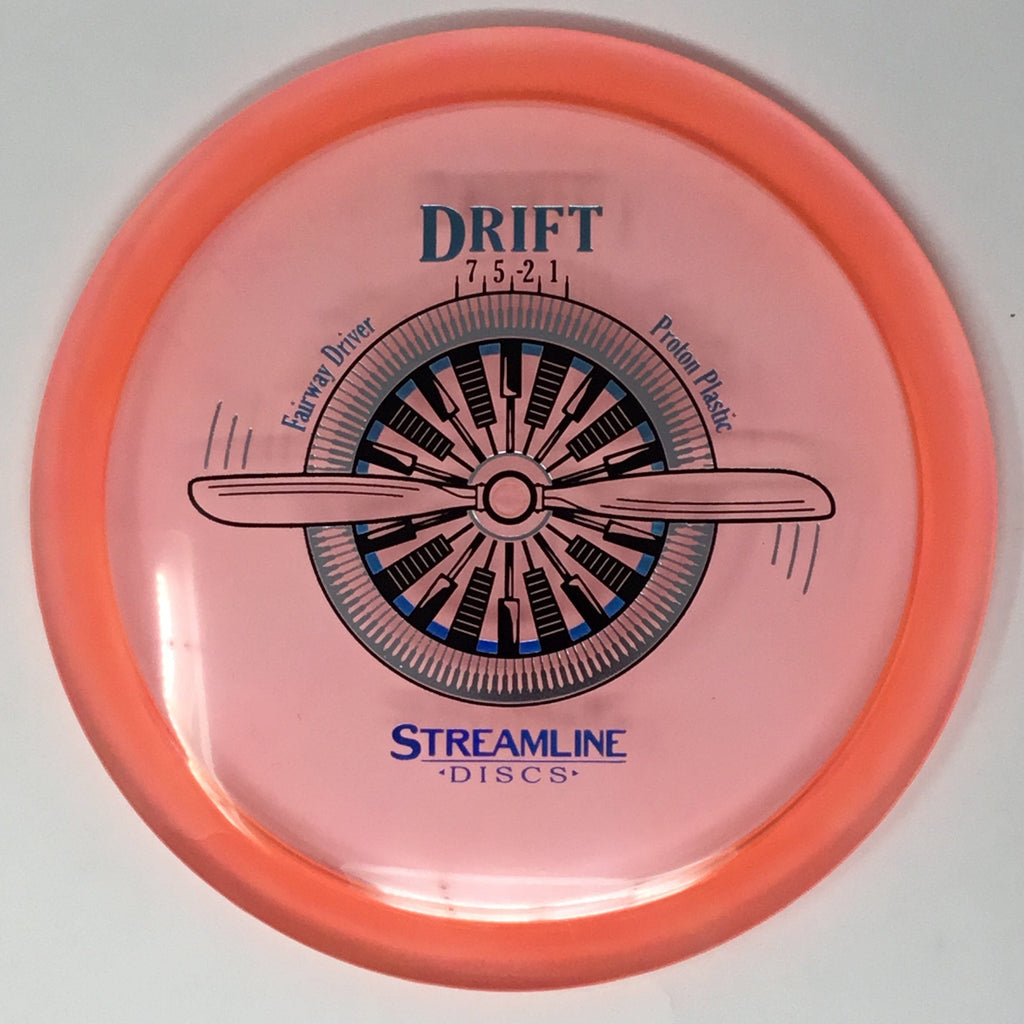 DRIFT
7 5 -2 1
Fairway Driver
Proton Plastic
STREAMLINE
DISCS